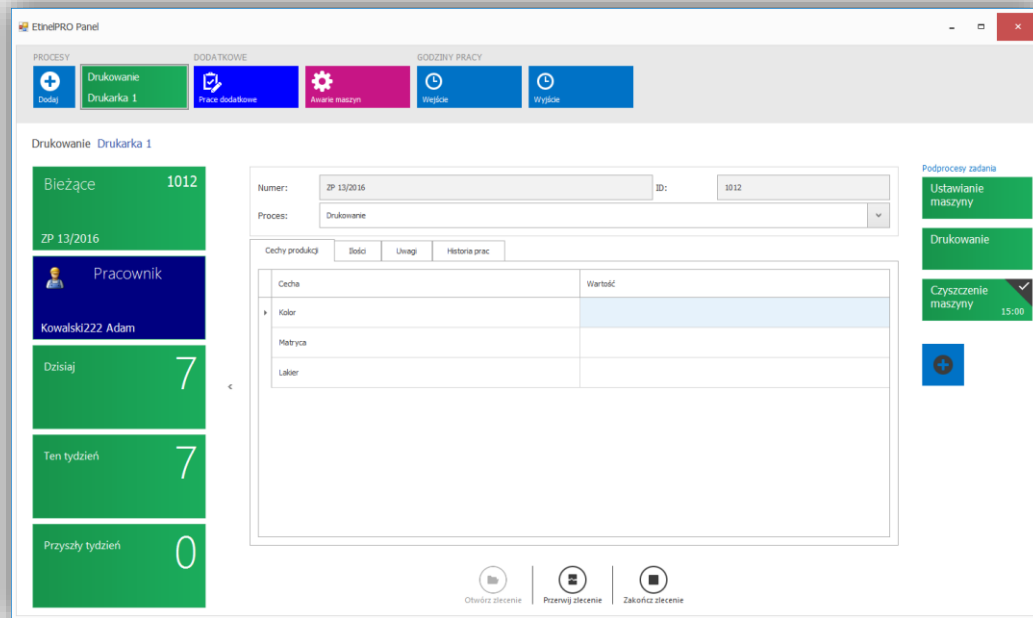 EtinelPRO Panel
PROCESY
DODATKOWE
GODZINY PRACY
Dodaj
Drukowanie
Drukarka 1
Prace dodatkowe
Awarie maszyn
Wejście
Wyjście
Drukowanie Drukarka 1
Bieżące 1012
ZP 13/2016
Pracownik
Kowalski222 Adam
Dzisiaj 7
Ten tydzień 7
Przyszły tydzień 0
Numer: ZP 13/2016 ID: 1012
Proces: Drukowanie
Cechy produkcji Ilości Uwagi Historia prac
Cecha Wartość
Kolor
Matryca
Lakier
Otwórz zlecenie Przerwij zlecenie Zakończ zlecenie
Podprocesy zadania
Ustawianie
maszyny
Drukowanie
Czyszczenie
maszyny
15:00